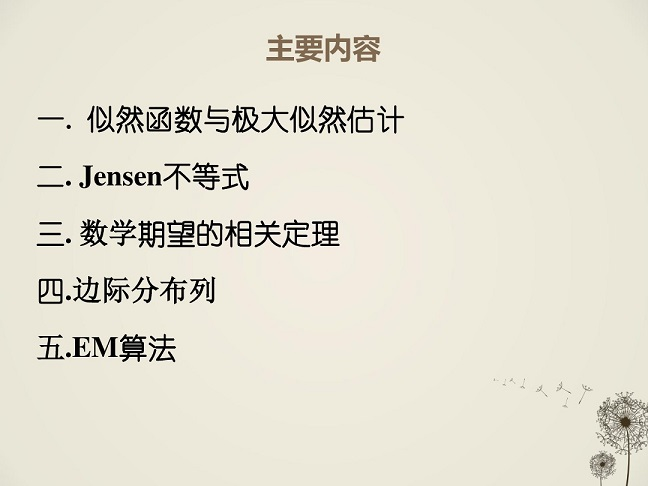 主要内容
一. 似然函数与极大似然估计
二. Jensen不等式
三. 数学期望的相关定理
四.边际分布列
五.EM算法